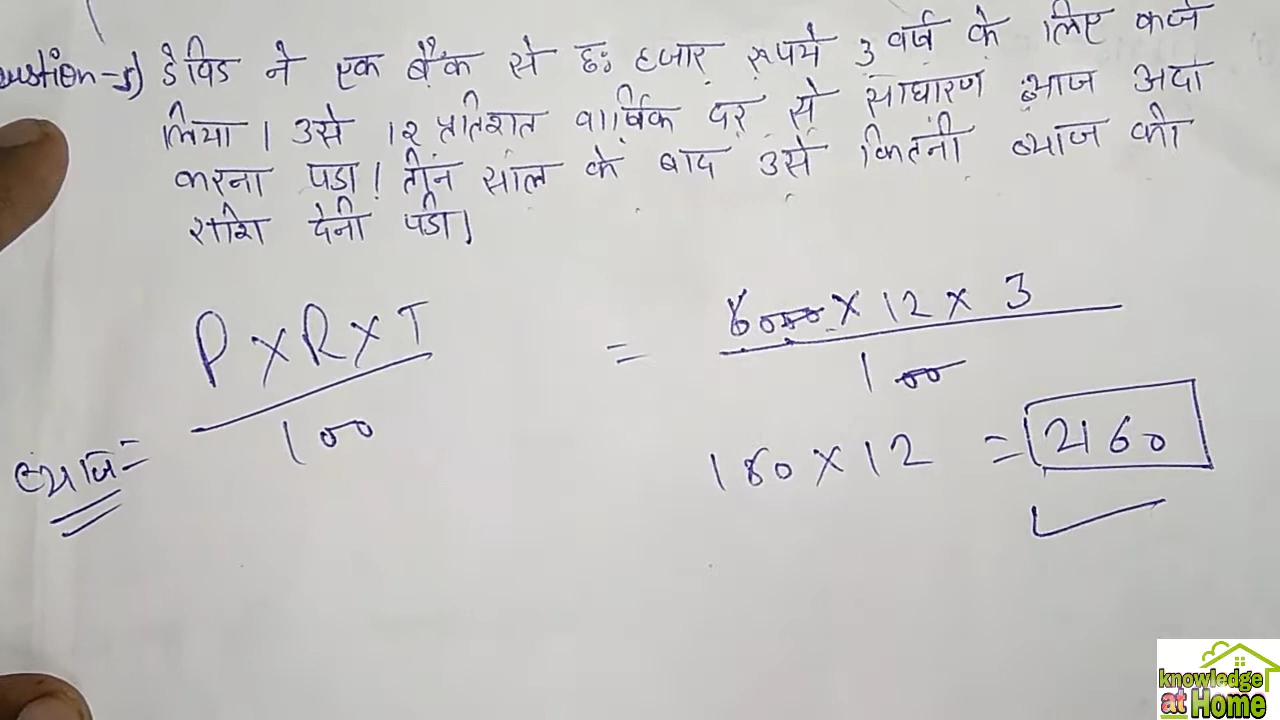 Question-5) डेविड ने एक बैंक से छः हजार रूपये 3 वर्ष के लिए कर्ज
लिया। उसे 12 प्रतिशत वार्षिक दर से साधारण ब्याज अदा
करना पडा। तीन साल के बाद उसे कितनी ब्याज की
राशि देनी पडी।
P×R×T = 6000×12×3
100 100
ब्याज= 180×12 = 2160
knowledge
at Home